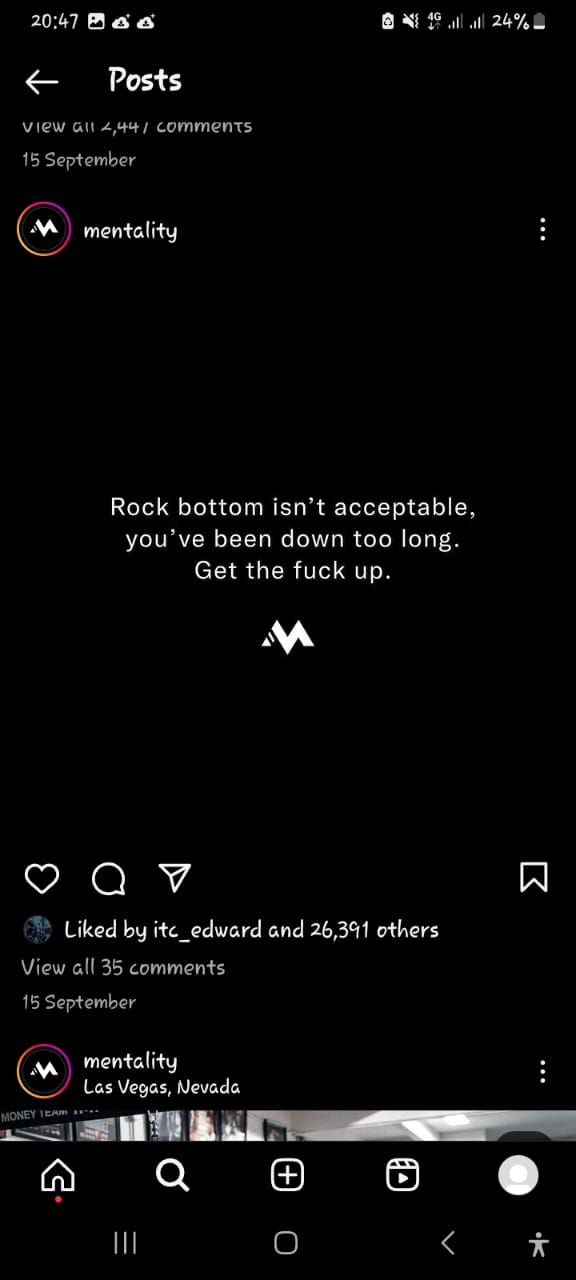 20:47 4G 24%
Posts
View all 2,447 comments
15 September
mentality
Rock bottom isn't acceptable,
you've been down too long.
Get the fuck up.
Liked by itc_edward and 26,391 others
View all 35 comments
15 September
mentality
Las Vegas, Nevada
MONEY TEAM